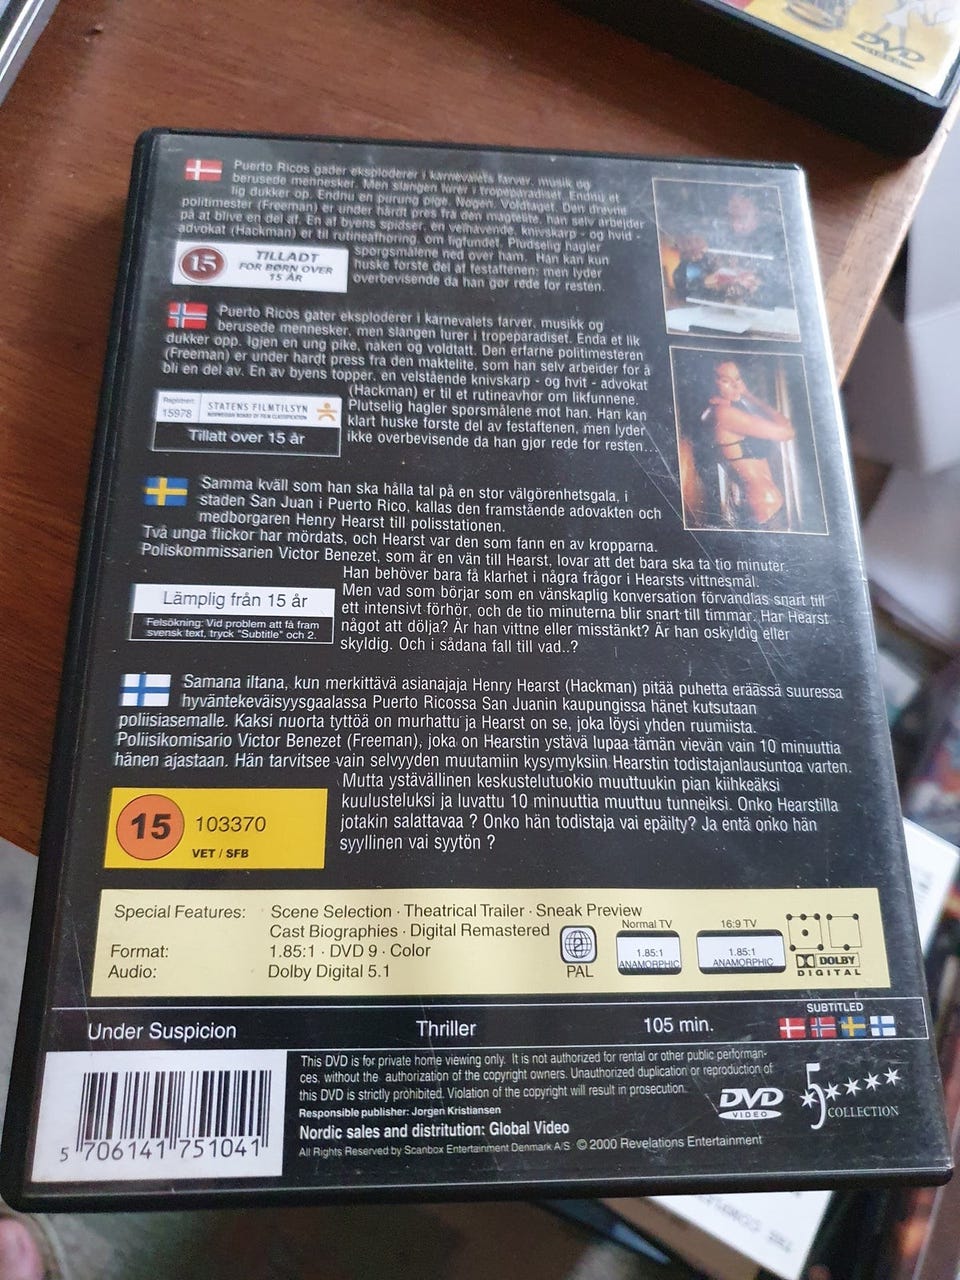 DVD
Puerto Ricos gader eksploderer i karnevalets farver, musik og
berusede mennesker. Men slangen lurer i tropeparadiset. Endnu et
lig dukker op. Endnu en purung pige. Nøgen. Voldtaget. Den drevne
politimester (Freeman) er under hårdt pres fra den magtelite, han selv arbejder
på at blive en del af. En af byens spidser, en velhavende, knivskarp - og hvid -
advokat (Hackman) er til rutineafhøring, om ligfundet. Pludselig hagler
spørgsmålene ned over ham. Han kan kun
huske første del af festaftenen; men lyder
overbevisende da han gør rede for resten.
15
TILLADT
FOR BØRN OVER
15 ÅR
Puerto Ricos gater eksploderer i karnevalets farver, musikk og
berusede mennesker, men slangen lurer i tropeparadiset. Enda et lik
dukker opp. Igjen en ung pike, naken og voldtatt. Den erfarne politimesteren
(Freeman) er under hardt press fra den maktelite, som han selv arbeider for å
bli en del av. En av byens topper, en velstående knivskarp - og hvit - advokat
(Hackman) er til et rutineavhør om likfunnene.
Plutselig hagler spørsmålene mot han. Han kan
klart huske første del av festaftenen, men lyder
ikke overbevisende da han gjør rede for resten...
Registrert:
15978
STATENS FILMTILSYN
NORWEGIAN BOARD OF FILM CLASSIFICATION
Tillatt over 15 år
Samma kväll som han ska hålla tal på en stor välgörenhetsgala, i
staden San Juan i Puerto Rico, kallas den framstående adovakten och
medborgaren Henry Hearst till polisstationen.
Två unga flickor har mördats, och Hearst var den som fann en av kropparna.
Poliskommissarien Victor Benezet, som är en vän till Hearst, lovar att det bara ska ta tio minuter.
Han behöver bara få klarhet i några frågor i Hearsts vittnesmål.
Men vad som börjar som en vänskaplig konversation förvandlas snart till
ett intensivt förhör, och de tio minuterna blir snart till timmar. Har Hearst
något att dölja? Är han vittne eller misstänkt? Är han oskyldig eller
skyldig. Och i sådana fall till vad..?
Lämplig från 15 år
Felsökning: Vid problem att få fram
svensk text, tryck "Subtitle" och 2.
Samana iltana, kun merkittävä asianajaja Henry Hearst (Hackman) pitää puhetta eräässä suuressa
hyväntekeväisyysgaalassa Puerto Ricossa San Juanin kaupungissa hänet kutsutaan
poliisiasemalle. Kaksi nuorta tyttöä on murhattu ja Hearst on se, joka löysi yhden ruumiista.
Poliisikomisario Victor Benezet (Freeman), joka on Hearstin ystävä lupaa tämän vievän vain 10 minuuttia
hänen ajastaan. Hän tarvitsee vain selvyyden muutamiin kysymyksiin Hearstin todistajanlausuntoa varten.
Mutta ystävällinen keskustelutuokio muuttuukin pian kiihkeäksi
kuulusteluksi ja luvattu 10 minuuttia muuttuu tunneiksi. Onko Hearstilla
jotakin salattavaa ? Onko hän todistaja vai epäilty? Ja entä onko hän
syyllinen vai syytön ?
15
103370
VET / SFB
Special Features: Scene Selection · Theatrical Trailer · Sneak Preview
Cast Biographies · Digital Remastered
Format: 1.85:1 · DVD 9 · Color
Audio: Dolby Digital 5.1
2
PAL
Normal TV
1.85:1
ANAMORPHIC
16:9 TV
1.85:1
ANAMORPHIC
DOLBY
DIGITAL
Under Suspicion Thriller 105 min.
SUBTITLED
This DVD is for private home viewing only. It is not authorized for rental or other public performan-
ces, without the authorization of the copyright owners. Unauthorized duplication or reproduction of
this DVD is strictly prohibited. Violation of the copyright will result in prosecution.
Responsible publisher: Jorgen Kristiansen
Nordic sales and distritution: Global Video
All Rights Reserved by Scanbox Entertainment Denmark A/S © 2000 Revelations Entertainment
DVD
VIDEO
5
COLLECTION
5 706141 751041